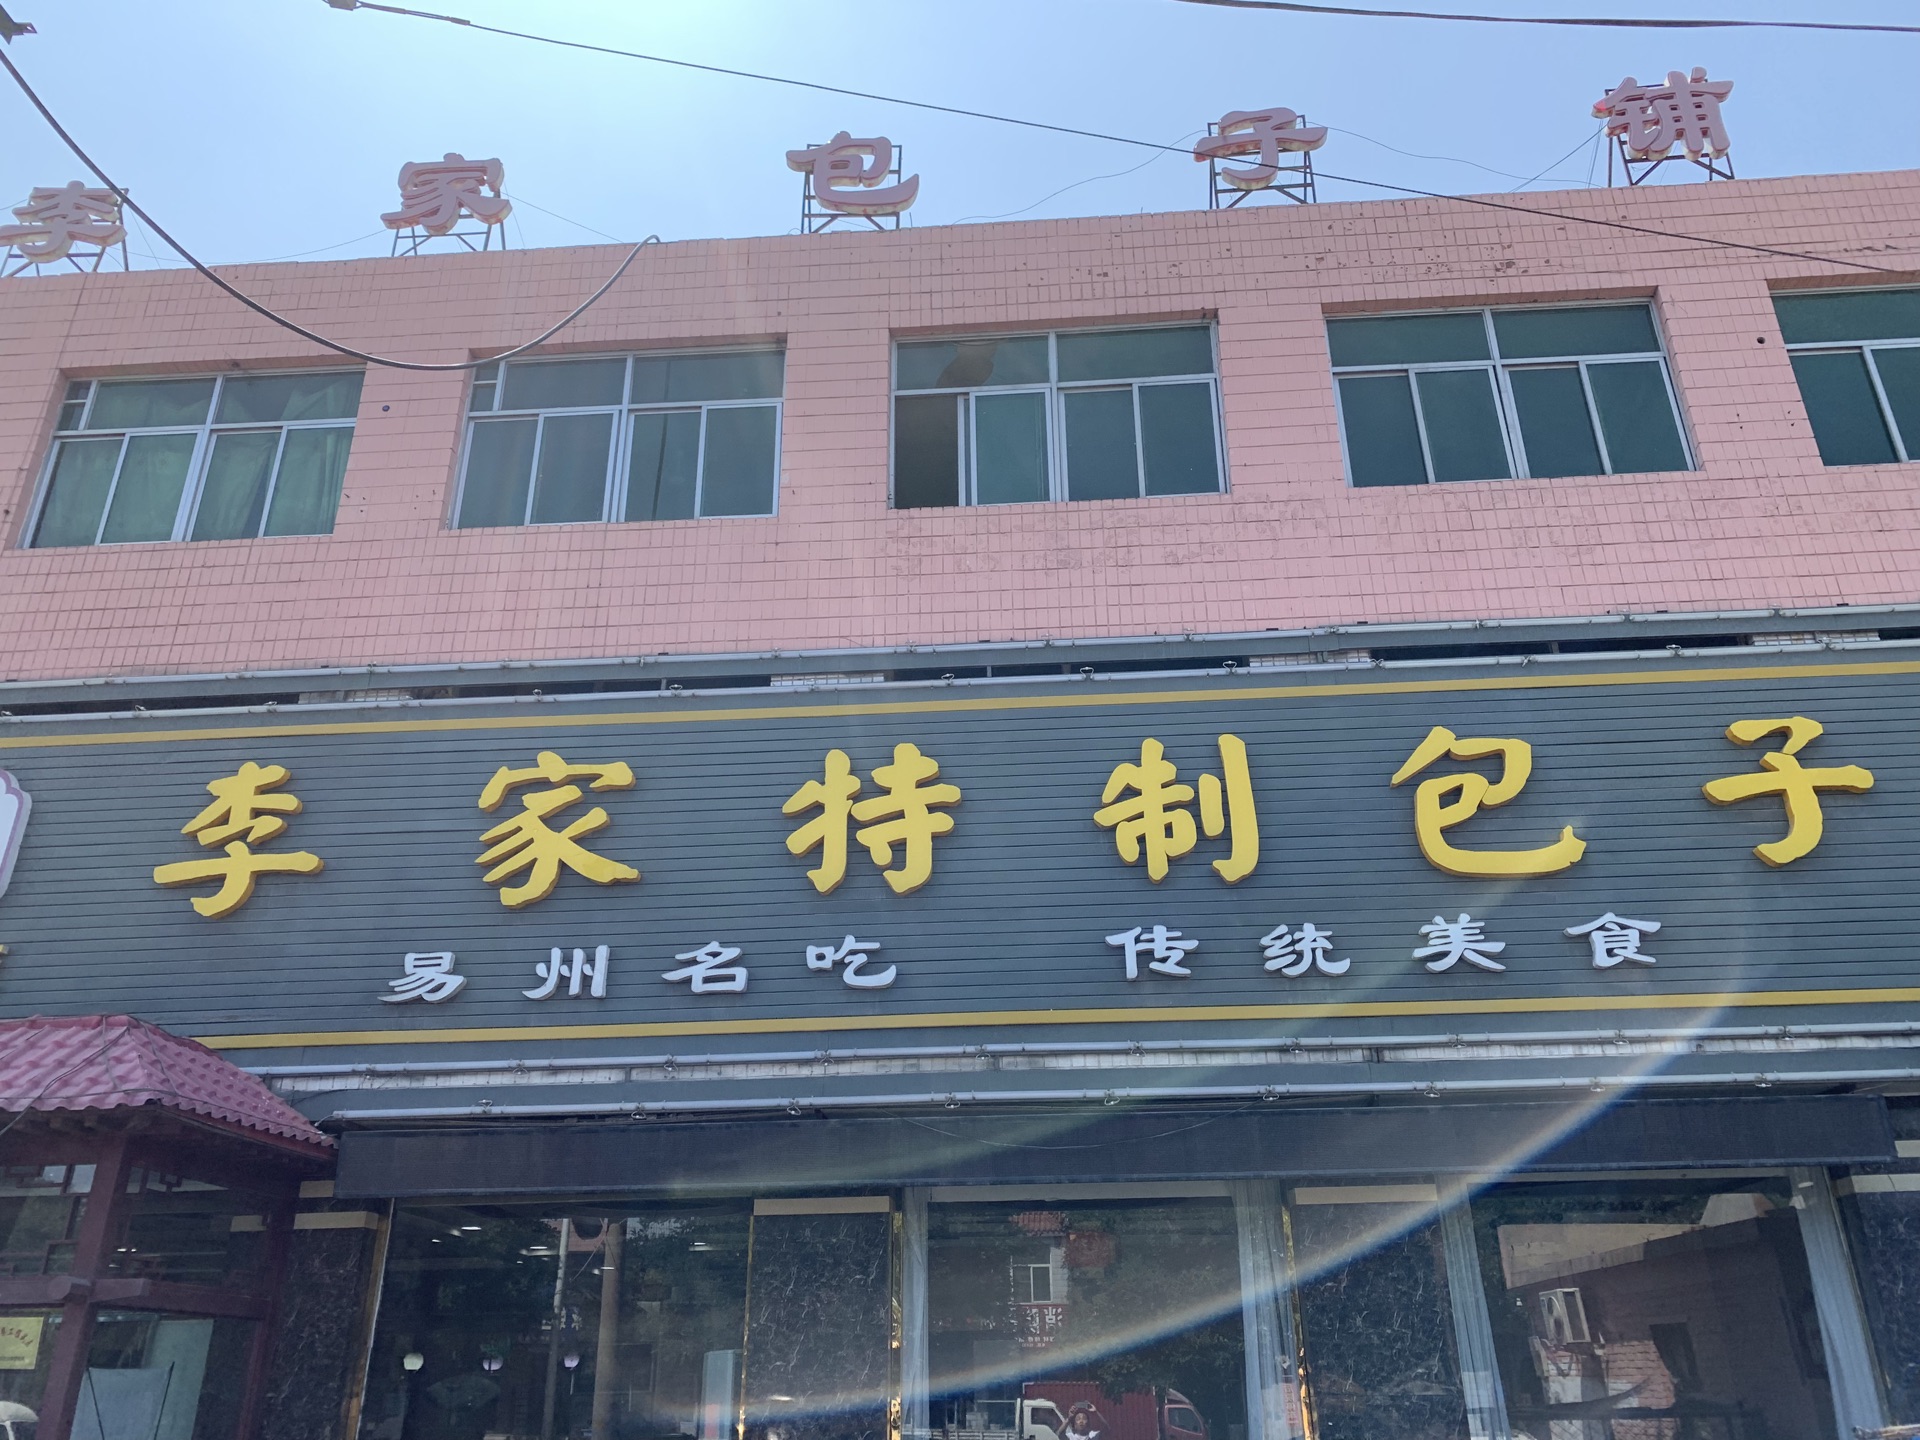 李家包子铺
李家特制包子
易州名吃 传统美食